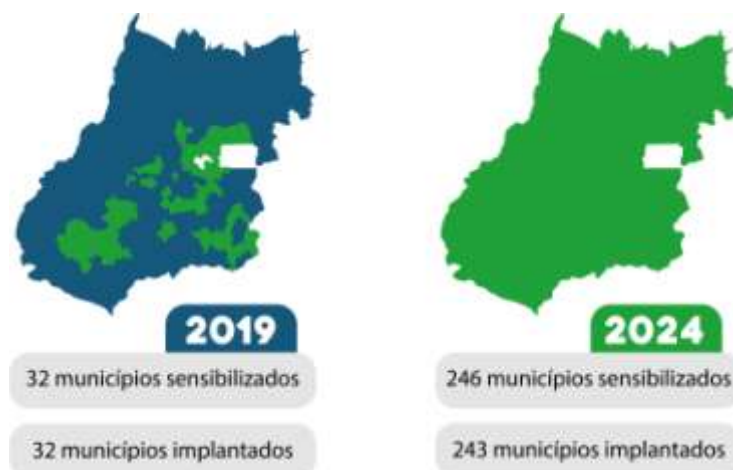 2019
32 municípios sensibilizados
32 municípios implantados
2024
246 municípios sensibilizados
243 municípios implantados